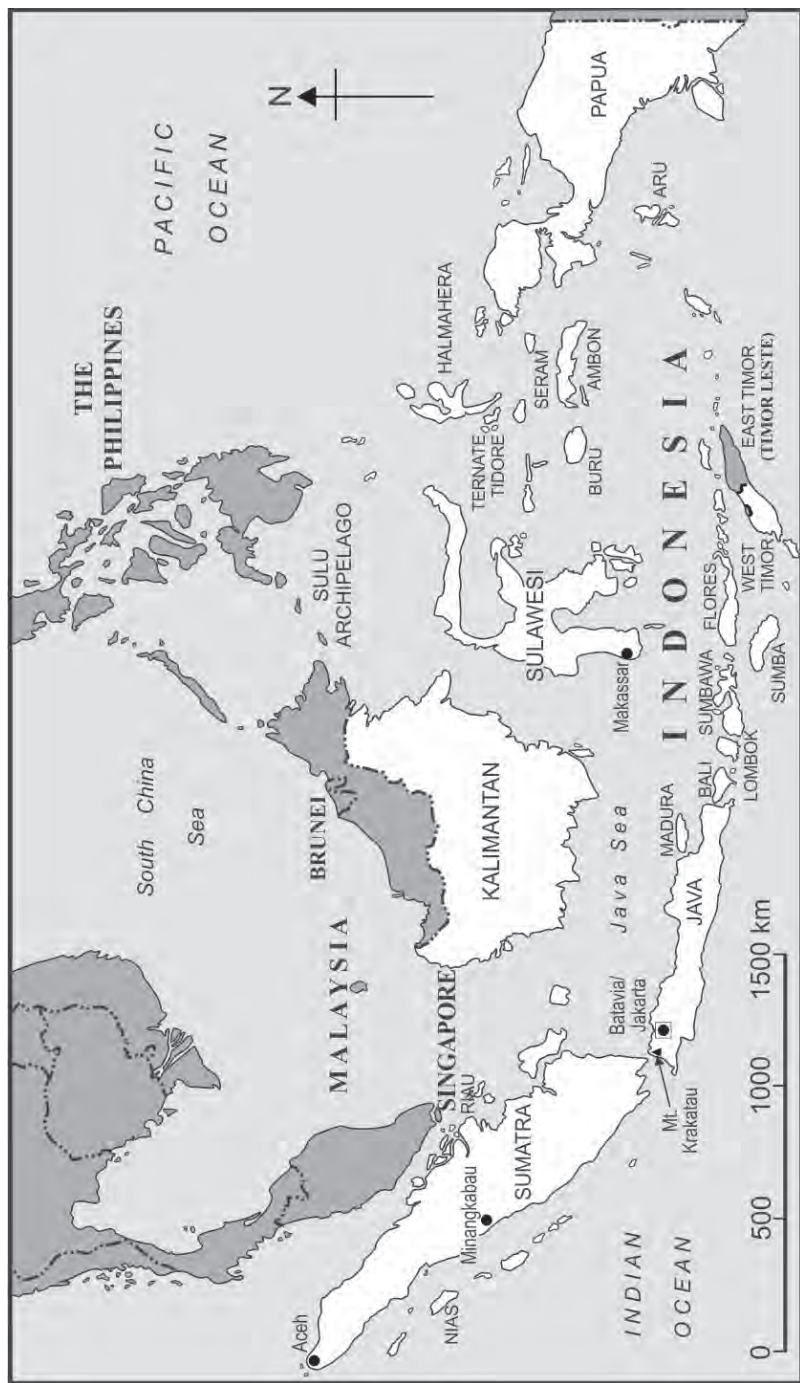 THE
PHILIPPINES
PACIFIC
OCEAN
N
South China
Sea
SULU
ARCHIPELAGO
BRUNEI
MALAYSIA
SINGAPORE
Aceh
NIAS
Minangkabau
RIAU
SUMATRA
KALIMANTAN
SULAWESI
Makassar
TERNATE
TIDORE
HALMAHERA
SERAM
AMBON
BURU
PAPUA
ARU
INDIAN
OCEAN
Mt.
Krakatau
Batavia/
Jakarta
Java Sea
JAVA
MADURA
BALI
LOMBOK
SUMBAWA
SUMBA
FLORES
WEST
TIMOR
EAST TIMOR
(TIMOR LESTE)
INDONESIA
0
500
1000
1500 km